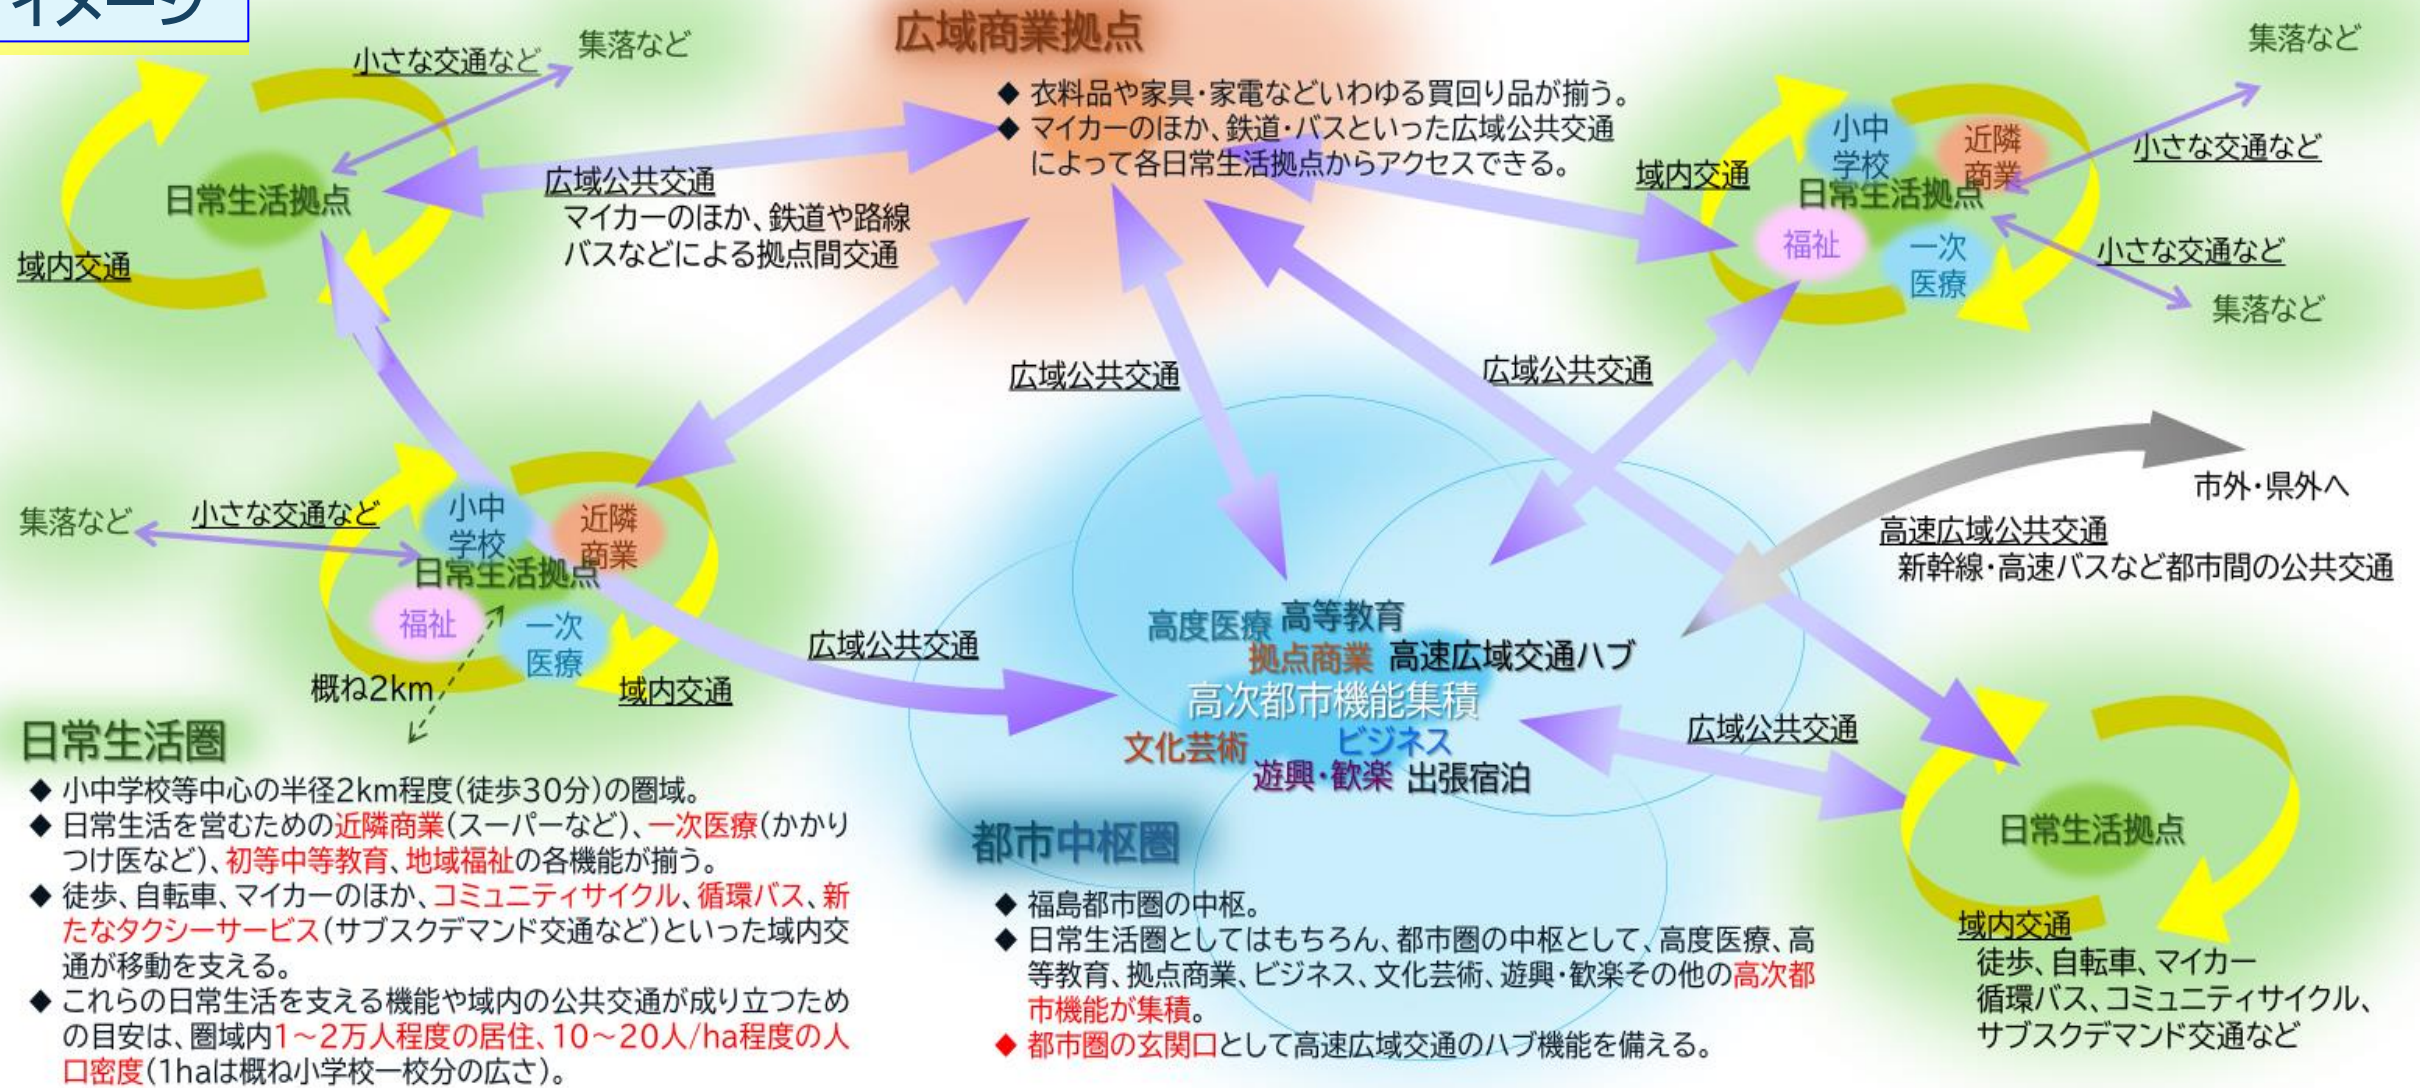 イメージ
小さな交通など
集落など
日常生活拠点
域内交通
広域商業拠点
◆ 衣料品や家具・家電などいわゆる買回り品が揃う。
◆ マイカーのほか、鉄道・バスといった広域公共交通
によって各日常生活拠点からアクセスできる。
広域公共交通
マイカーのほか、鉄道や路線
バスなどによる拠点間交通
集落など
小さな交通など
域内交通
小中
学校
近隣
商業
日常生活拠点
福祉
一次
医療
小さな交通など
集落など
広域公共交通
広域公共交通
市外・県外へ
高速広域公共交通
新幹線・高速バスなど都市間の公共交通
集落など
小さな交通など
小中
学校
近隣
商業
日常生活拠点
福祉
一次
医療
概ね2km
域内交通
広域公共交通
高度医療
高等教育
拠点商業
高速広域交通ハブ
高次都市機能集積
文化芸術
ビジネス
遊興・歓楽
出張宿泊
広域公共交通
日常生活拠点
域内交通
徒歩、自転車、マイカー
循環バス、コミュニティサイクル、
サブスクデマンド交通など
日常生活圏
◆ 小中学校等中心の半径2km程度(徒歩30分)の圏域。
◆ 日常生活を営むための近隣商業(スーパーなど)、一次医療(かかり
つけ医など)、初等中等教育、地域福祉の各機能が揃う。
◆ 徒歩、自転車、マイカーのほか、コミュニティサイクル、循環バス、新
たなタクシーサービス(サブスクデマンド交通など)といった域内交
通が移動を支える。
◆ これらの日常生活を支える機能や域内の公共交通が成り立つため
の目安は、圏域内1～2万人程度の居住、10～20人/ha程度の人
口密度(1haは概ね小学校一校分の広さ)。
都市中枢圏
◆ 福島都市圏の中枢。
◆ 日常生活圏としてはもちろん、都市圏の中枢として、高度医療、高
等教育、拠点商業、ビジネス、文化芸術、遊興・歓楽その他の高次都
市機能が集積。
◆ 都市圏の玄関口として高速広域交通のハブ機能を備える。